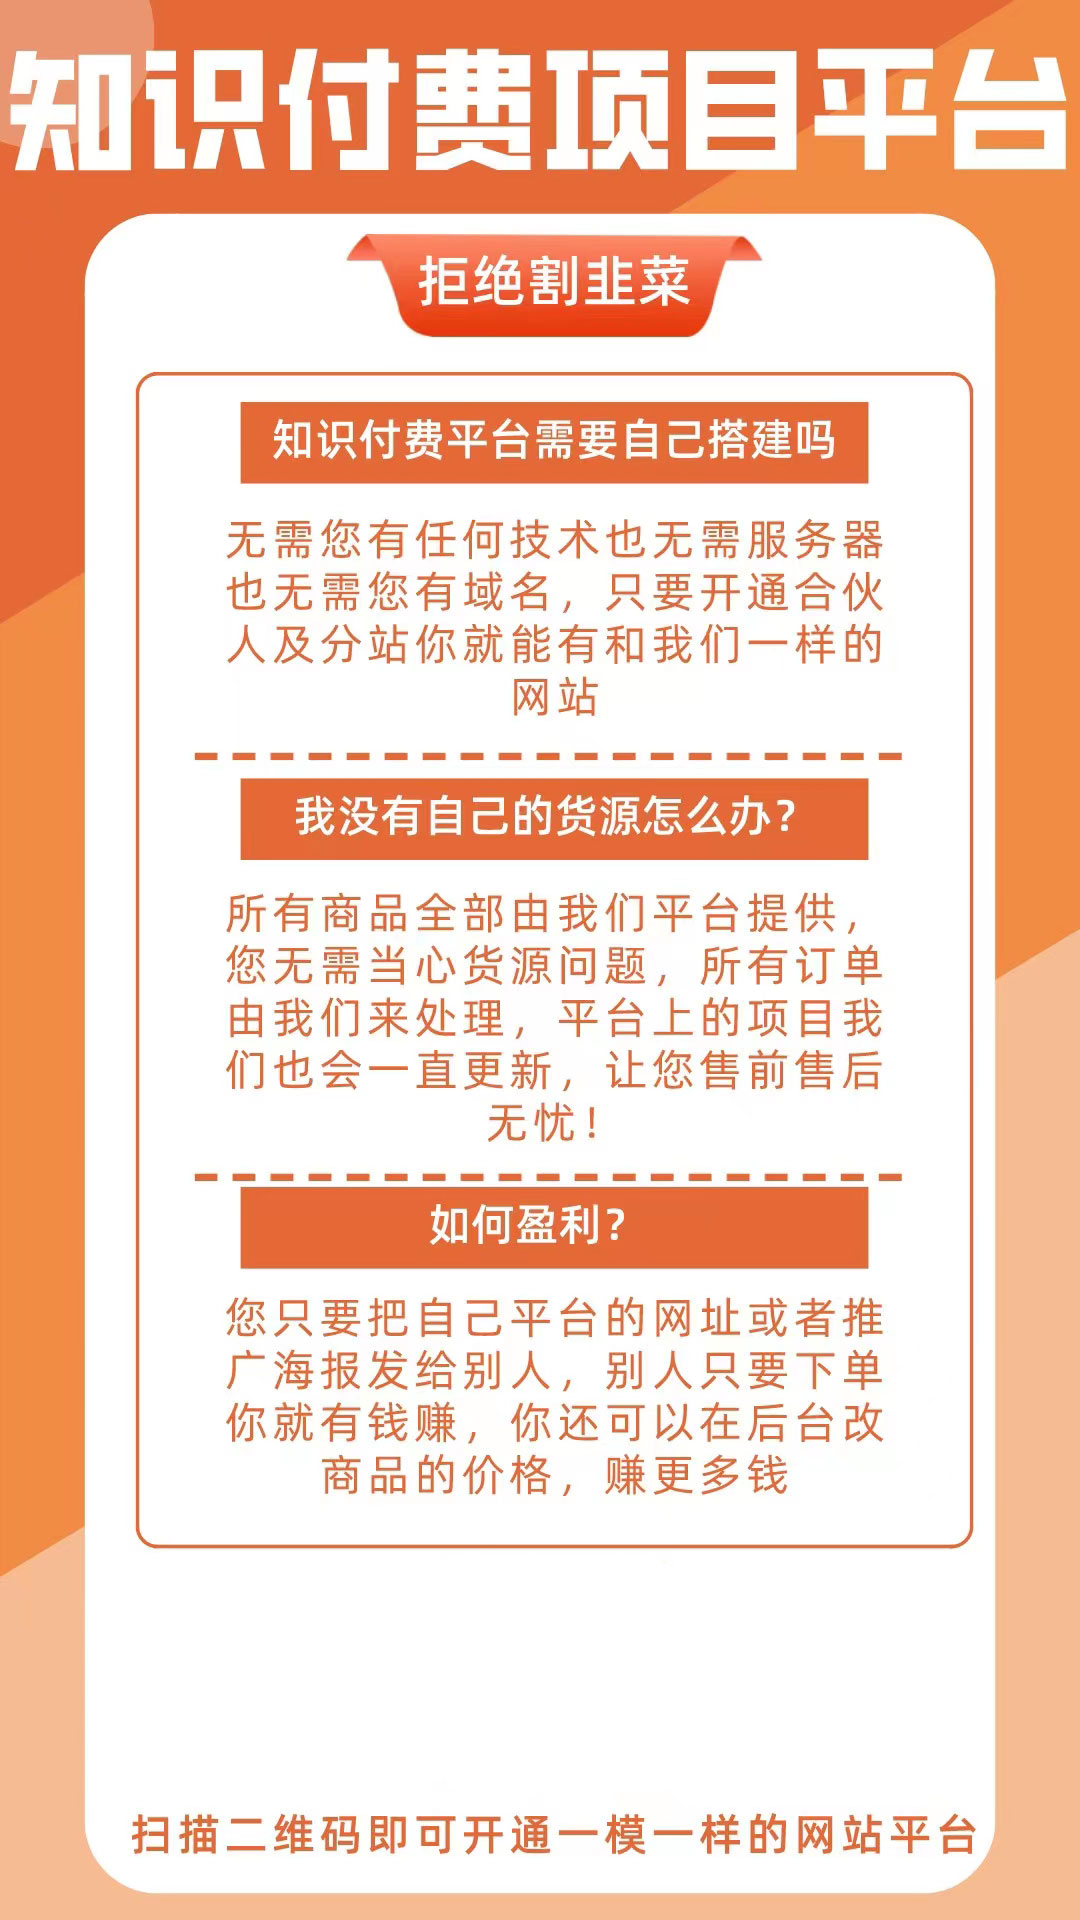 知识付费项目平台
拒绝割韭菜
知识付费平台需要自己搭建吗
无需您有任何技术也无需服务器
也无需您有域名，只要开通合伙
人及分站你就能有和我们一样的
网站
我没有自己的货源怎么办？
所有商品全部由我们平台提供，
您无需当心货源问题，所有订单
由我们来处理，平台上的项目我
们也会一直更新，让您售前售后
无忧！
如何盈利？
您只要把自己平台的网址或者推
广海报发给别人，别人只要下单
你就有钱赚，你还可以在后台改
商品的价格，赚更多钱
扫描二维码即可开通一模一样的网站平台